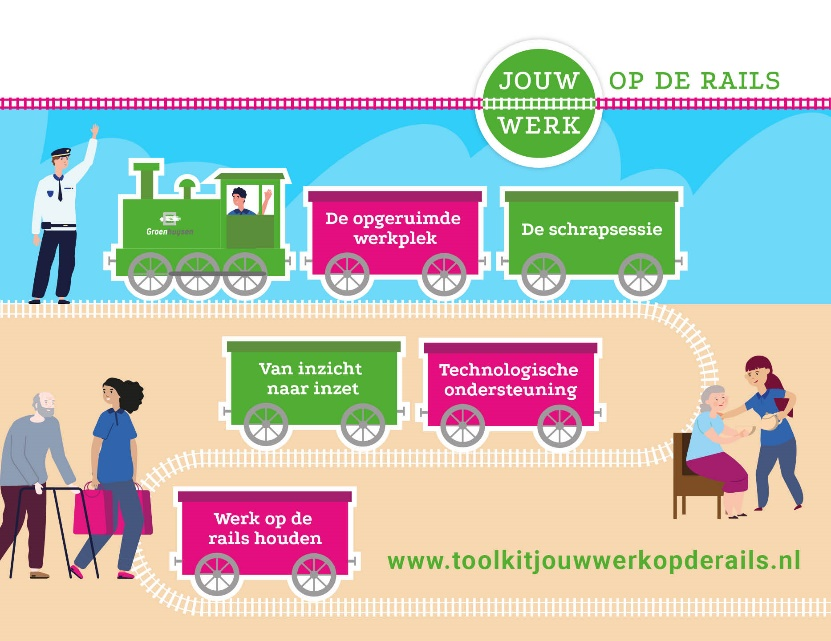 JOUW
WERK
OP DE RAILS
Groenhuysen
De opgeruimde
werkplek
De schrapsessie
Van inzicht
naar inzet
Technologische
ondersteuning
Werk op de
rails houden
www.toolkitjouwwerkopderails.nl